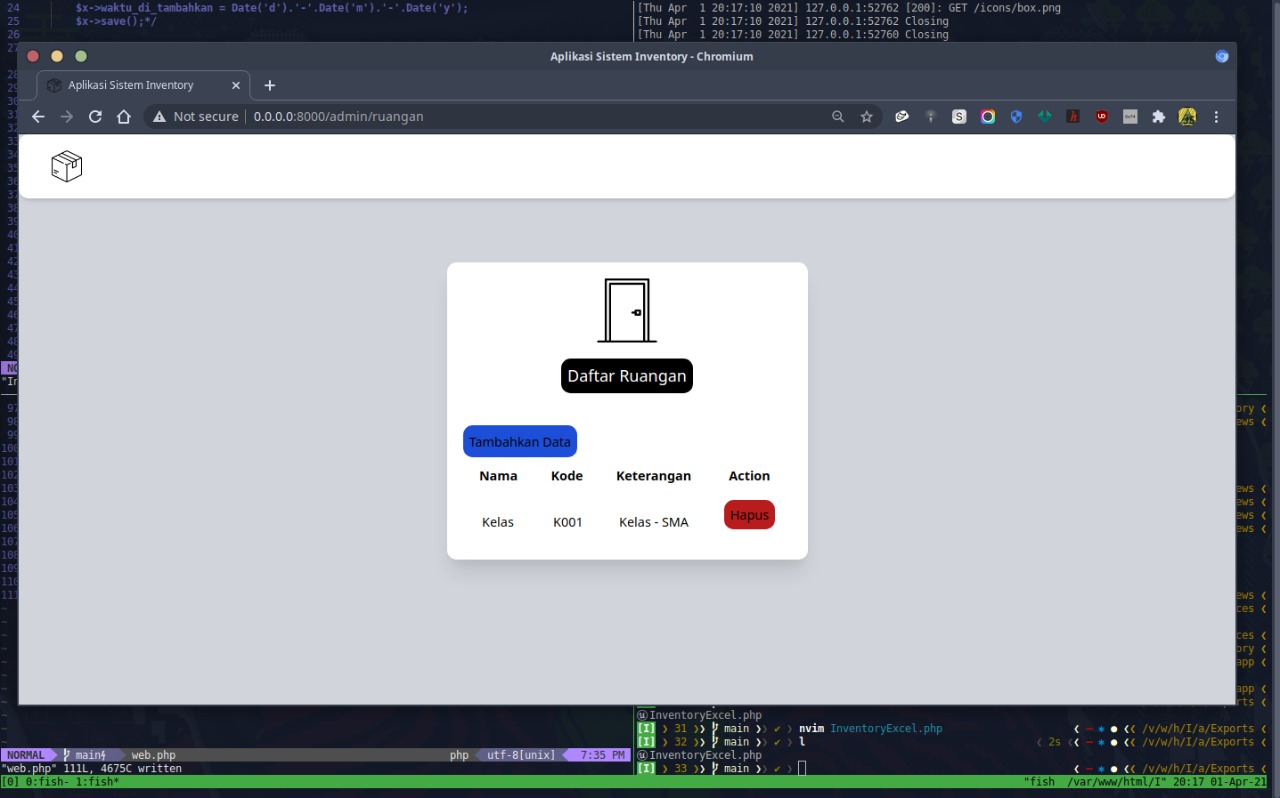 24 $x->waktu_di_tambahkan = Date('d').'-'.Date('m').'-'.Date('y');
25 $x->save();*/
26
27
[Thu Apr  1 20:17:10 2021] 127.0.0.1:52762 [200]: GET /icons/box.png
[Thu Apr  1 20:17:10 2021] 127.0.0.1:52762 Closing
[Thu Apr  1 20:17:10 2021] 127.0.0.1:52760 Closing
Aplikasi Sistem Inventory - Chromium
Aplikasi Sistem Inventory
Not secure 0.0.0.0:8000/admin/ruangan
Daftar Ruangan
Tambahkan Data
Nama Kode Keterangan Action
Kelas K001 Kelas - SMA Hapus
InventoryExcel.php
[I] 31 main ✔ nvim InventoryExcel.php /v/w/h/I/a/Exports
[I] 32 main ✔ l 2s /v/w/h/I/a/Exports
InventoryExcel.php
[I] 33 main ✔ /v/w/h/I/a/Exports
NORMAL main web.php php utf-8[unix] 7:35 PM
"web.php" 111L, 4675C written
[0] 0:fish- 1:fish* "fish  /var/www/html/I" 20:17 01-Apr-21